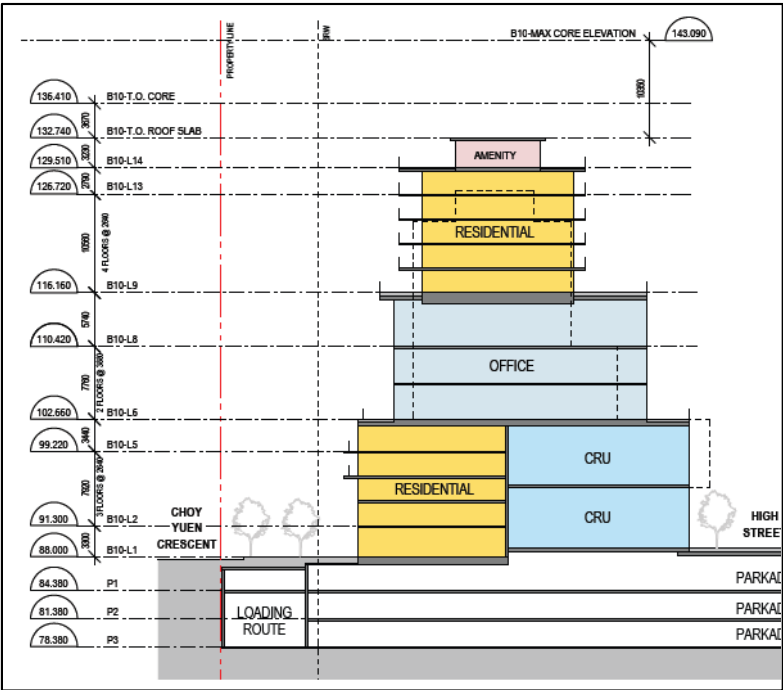 PROPERTY LINE
SRW
B10-MAX CORE ELEVATION
143.090
10350
136.410
B10-T.O. CORE
3670
132.740
B10-T.O. ROOF SLAB
3230
129.510
B10-L14
2790
126.720
B10-L13
10560
4 FLOORS @ 2640
116.160
B10-L9
5740
110.420
B10-L8
7760
2 FLOORS @ 3880
102.660
B10-L6
3440
99.220
B10-L5
7920
3 FLOORS @ 2640
91.300
B10-L2
3300
88.000
B10-L1
84.380
P1
81.380
P2
78.380
P3
AMENITY
RESIDENTIAL
OFFICE
RESIDENTIAL
CRU
CRU
CHOY
YUEN
CRESCENT
HIGH
STREE
LOADING
ROUTE
PARKAD
PARKAD
PARKAD